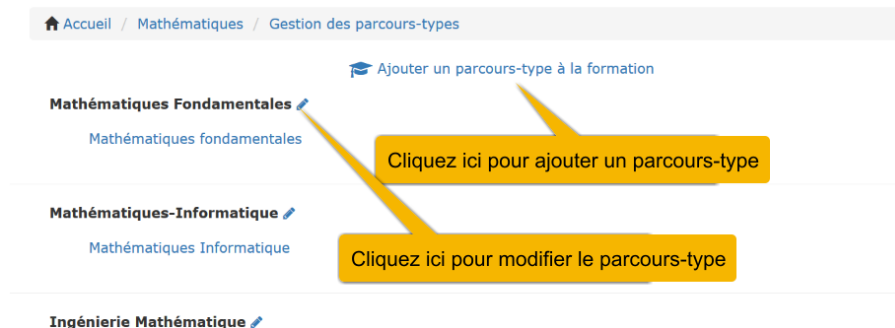 Accueil / Mathématiques / Gestion des parcours-types
Ajouter un parcours-type à la formation
Mathématiques Fondamentales
Mathématiques fondamentales
Cliquez ici pour ajouter un parcours-type
Mathématiques-Informatique
Mathématiques Informatique
Cliquez ici pour modifier le parcours-type
Ingénierie Mathématique